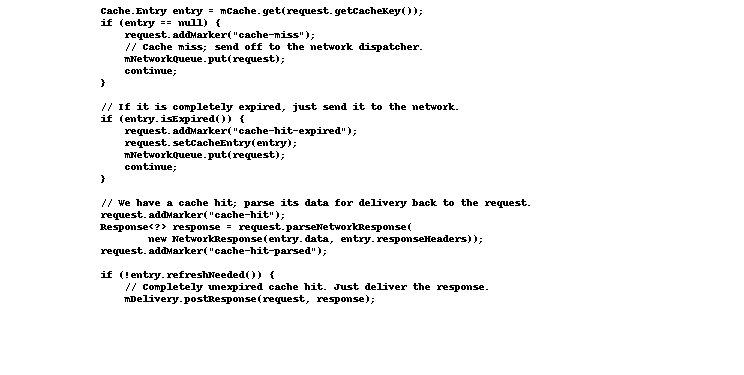 Cache.Entry entry = mCache.get(request.getCacheKey());
if (entry == null) {
    request.addMarker("cache-miss");
    // Cache miss; send off to the network dispatcher.
    mNetworkQueue.put(request);
    continue;
}

// If it is completely expired, just send it to the network.
if (entry.isExpired()) {
    request.addMarker("cache-hit-expired");
    request.setCacheEntry(entry);
    mNetworkQueue.put(request);
    continue;
}

// We have a cache hit; parse its data for delivery back to the request.
request.addMarker("cache-hit");
Response<?> response = request.parseNetworkResponse(
        new NetworkResponse(entry.data, entry.responseHeaders));
request.addMarker("cache-hit-parsed");

if (!entry.refreshNeeded()) {
    // Completely unexpired cache hit. Just deliver the response.
    mDelivery.postResponse(request, response);